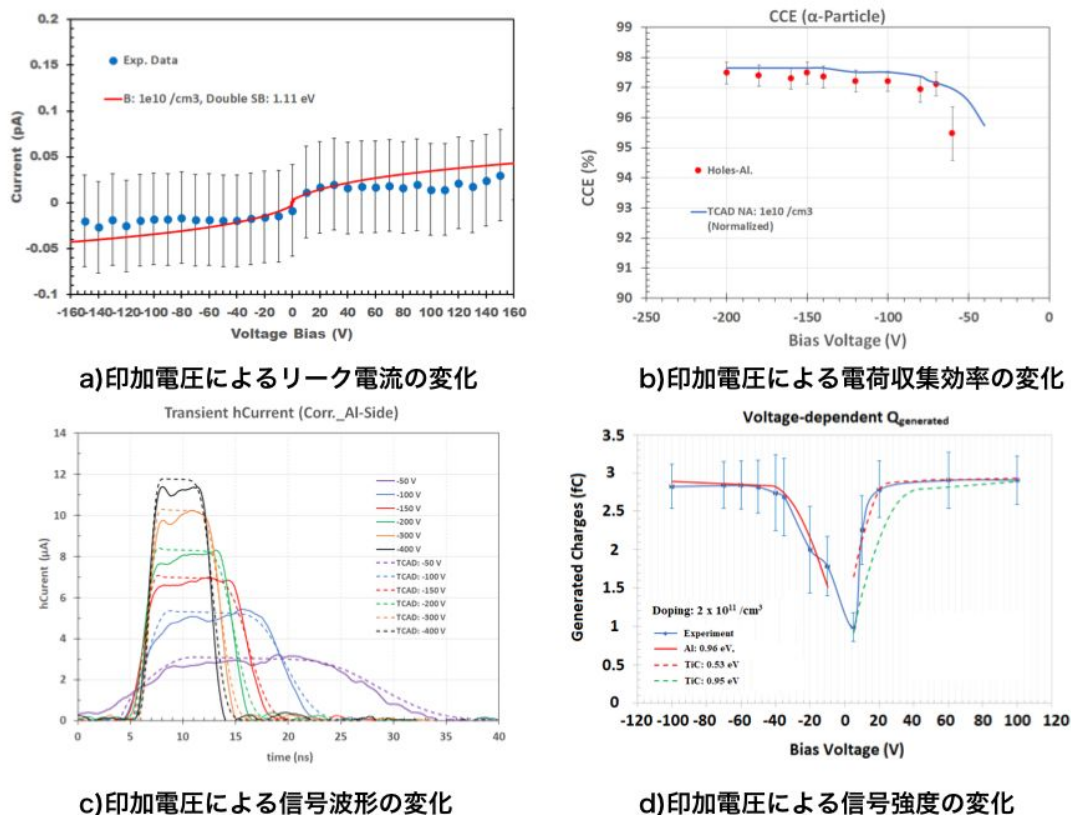 0.2
0.15
0.1
0.05
0
-0.05
-0.1
Current (pA)
Exp. Data
B: 1e10 /cm3, Double SB: 1.11 eV
-160 -140 -120 -100 -80 -60 -40 -20 0 20 40 60 80 100 120 140 160
Voltage Bias (V)
a)印加電圧によるリーク電流の変化
CCE (α-Particle)
99
98
97
96
95
94
93
92
91
90
CCE (%)
Holes-Al.
TCAD NA: 1e10 /cm3
(Normalized)
-250 -200 -150 -100 -50 0
Bias Voltage (V)
b)印加電圧による電荷収集効率の変化
Transient hCurrent (Corr._Al-Side)
14
12
10
8
6
4
2
0
hCurent (μA)
-50 V
-100 V
-150 V
-200 V
-300 V
-400 V
TCAD: -50 V
TCAD: -100 V
TCAD: -150 V
TCAD: -200 V
TCAD: -300 V
TCAD: -400 V
0 5 10 15 20 25 30 35 40
time (ns)
c)印加電圧による信号波形の変化
Voltage-dependent Qgenerated
3.5
3
2.5
2
1.5
1
0.5
0
Generated Charges (fC)
Doping: 2 x 10¹¹ /cm³
Experiment
Al: 0.96 eV,
TiC: 0.53 eV
TiC: 0.95 eV
-120 -100 -80 -60 -40 -20 0 20 40 60 80 100 120
Bias Voltage (V)
d)印加電圧による信号強度の変化